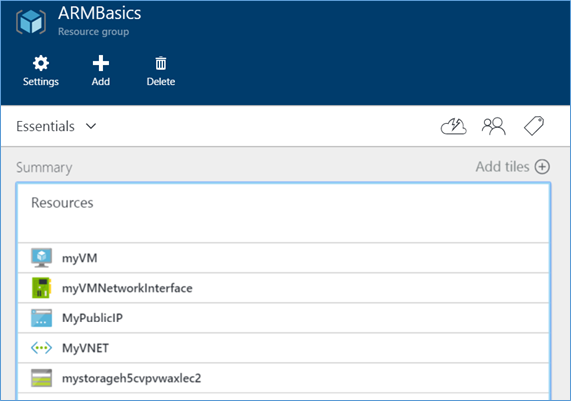 ARMBasics
Resource group
Settings Add Delete
Essentials
Summary Add tiles
Resources
myVM
myVMNetworkInterface
MyPublicIP
MyVNET
mystorageh5cvpvwaxlec2